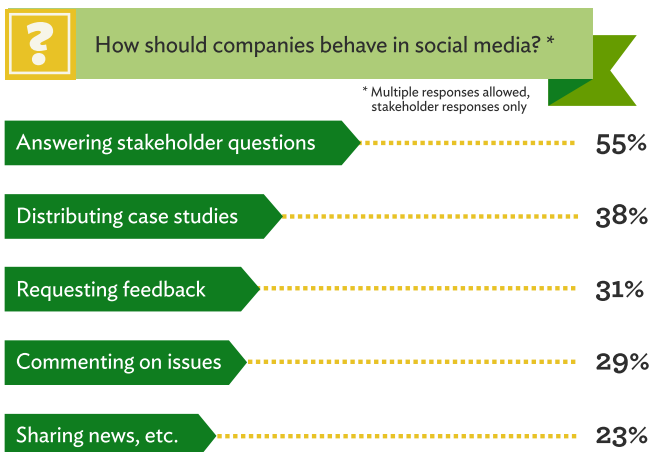 ?
How should companies behave in social media? *
* Multiple responses allowed,
stakeholder responses only
Answering stakeholder questions 55%
Distributing case studies 38%
Requesting feedback 31%
Commenting on issues 29%
Sharing news, etc. 23%